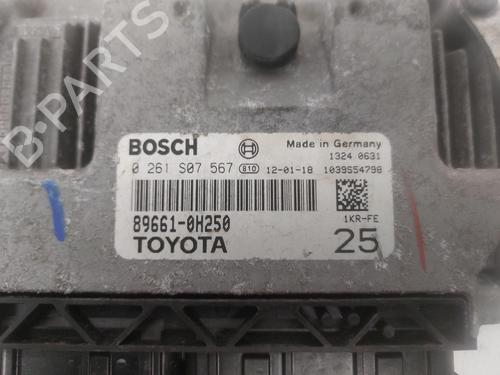 BOSCH Made in Germany
1324 0631
0 261 S07 567 810 12-01-18 1039S54798
89661-0H250 1KR-FE
TOYOTA 25
B-PARTS